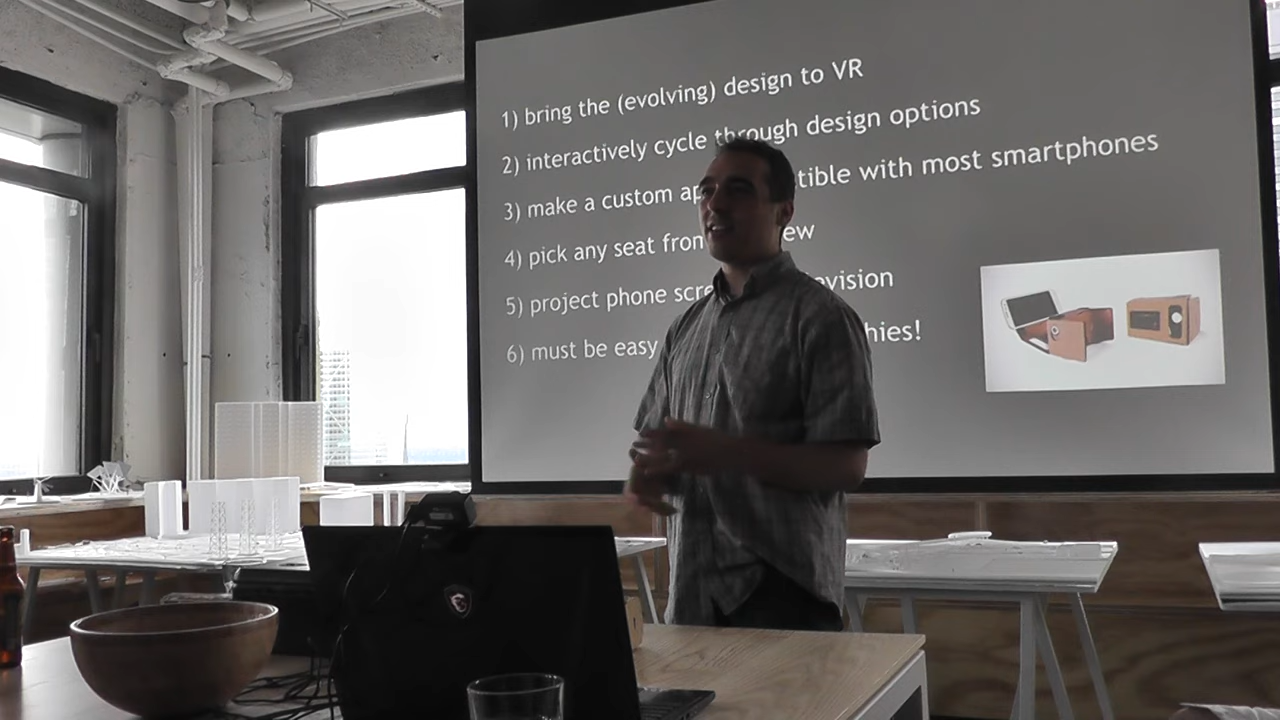 1) bring the (evolving) design to VR
2) interactively cycle through design options
3) make a custom ap tible with most smartphones
4) pick any seat from ew
5) project phone scre ovision
6) must be easy hies!